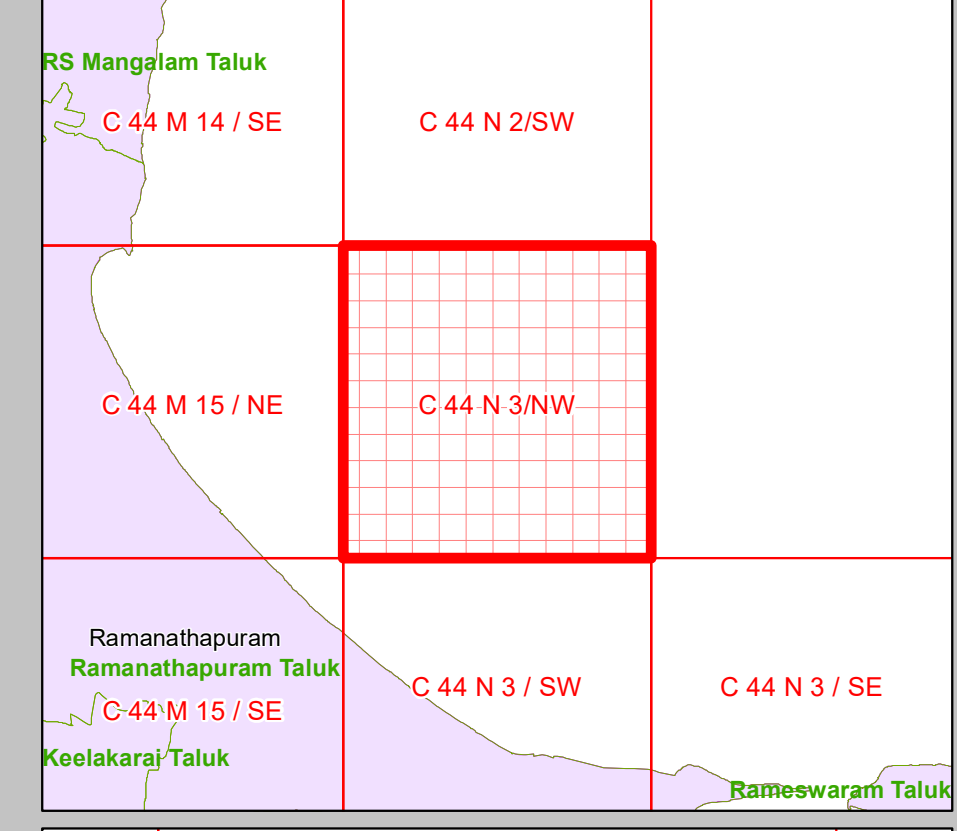 RS Mangalam Taluk
C 44 M 14 / SE
C 44 N 2/SW
C 44 M 15 / NE
C 44 N 3/NW
Ramanathapuram
Ramanathapuram Taluk
C 44 N 3 / SW
C 44 N 3 / SE
C 44 M 15 / SE
Keelakarai Taluk
Rameswaram Taluk